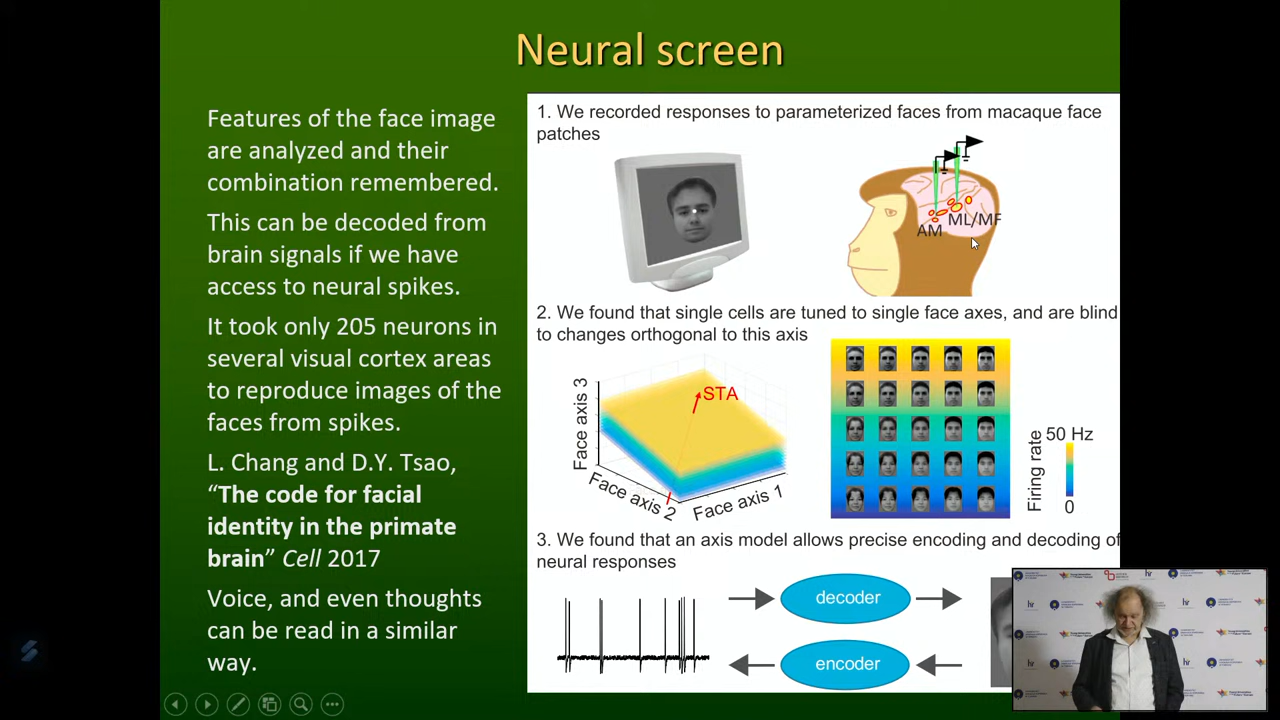 Neural screen
Features of the face image
are analyzed and their
combination remembered.
This can be decoded from
brain signals if we have
access to neural spikes.
It took only 205 neurons in
several visual cortex areas
to reproduce images of the
faces from spikes.
L. Chang and D.Y. Tsao,
“The code for facial
identity in the primate
brain” Cell 2017
Voice, and even thoughts
can be read in a similar
way.
1. We recorded responses to parameterized faces from macaque face
patches
AM
ML/MF
2. We found that single cells are tuned to single face axes, and are blind
to changes orthogonal to this axis
STA
Face axis 3
Face axis 2
Face axis 1
Firing rate
50 Hz
0
3. We found that an axis model allows precise encoding and decoding of
neural responses
decoder
encoder